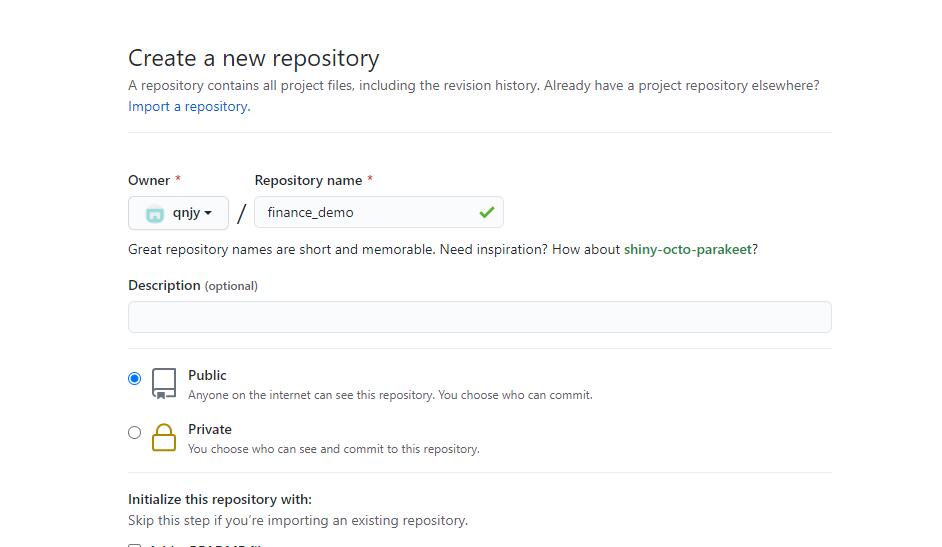 Create a new repository
A repository contains all project files, including the revision history. Already have a project repository elsewhere?
Import a repository.
Owner *
Repository name *
qnjy
/
finance_demo
Great repository names are short and memorable. Need inspiration? How about shiny-octo-parakeet?
Description (optional)
Public
Anyone on the internet can see this repository. You choose who can commit.
Private
You choose who can see and commit to this repository.
Initialize this repository with:
Skip this step if you're importing an existing repository.